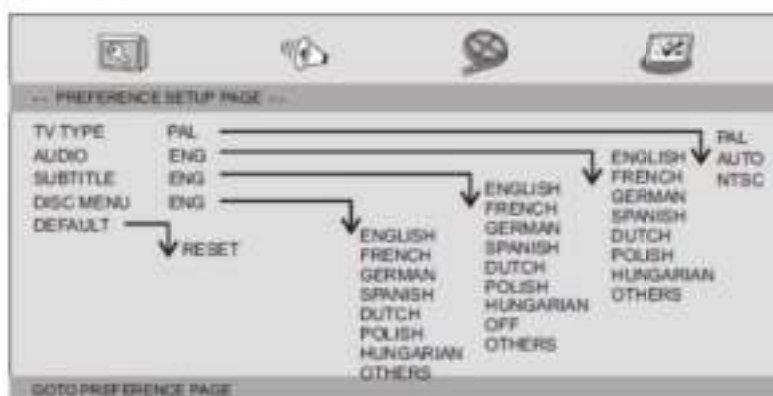 -- PREFERENCE SETUP PAGE --
TV TYPE PAL
AUDIO ENG
SUBTITLE ENG
DISC MENU ENG
DEFAULT
RESET
ENGLISH
FRENCH
GERMAN
SPANISH
DUTCH
POLISH
HUNGARIAN
OTHERS
ENGLISH
FRENCH
GERMAN
SPANISH
DUTCH
POLISH
HUNGARIAN
OFF
OTHERS
ENGLISH
FRENCH
GERMAN
SPANISH
DUTCH
POLISH
HUNGARIAN
OTHERS
PAL
AUTO
NTSC
GOTO PREFERENCE PAGE